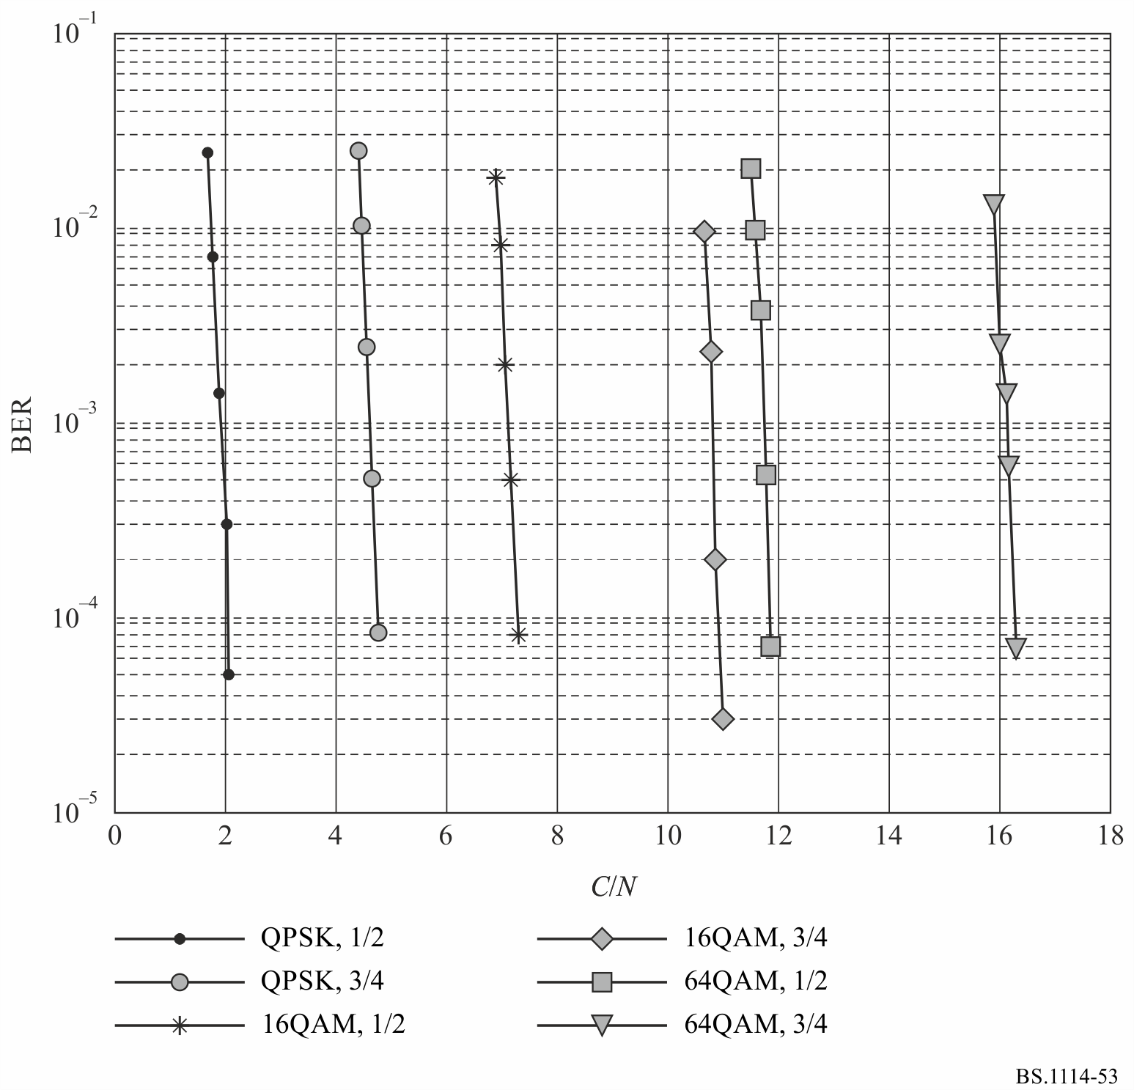 10⁻¹
10⁻²
10⁻³
10⁻⁴
10⁻⁵
BER
0 2 4 6 8 10 12 14 16 18
C/N
QPSK, 1/2
QPSK, 3/4
16QAM, 1/2
16QAM, 3/4
64QAM, 1/2
64QAM, 3/4
BS.1114-53